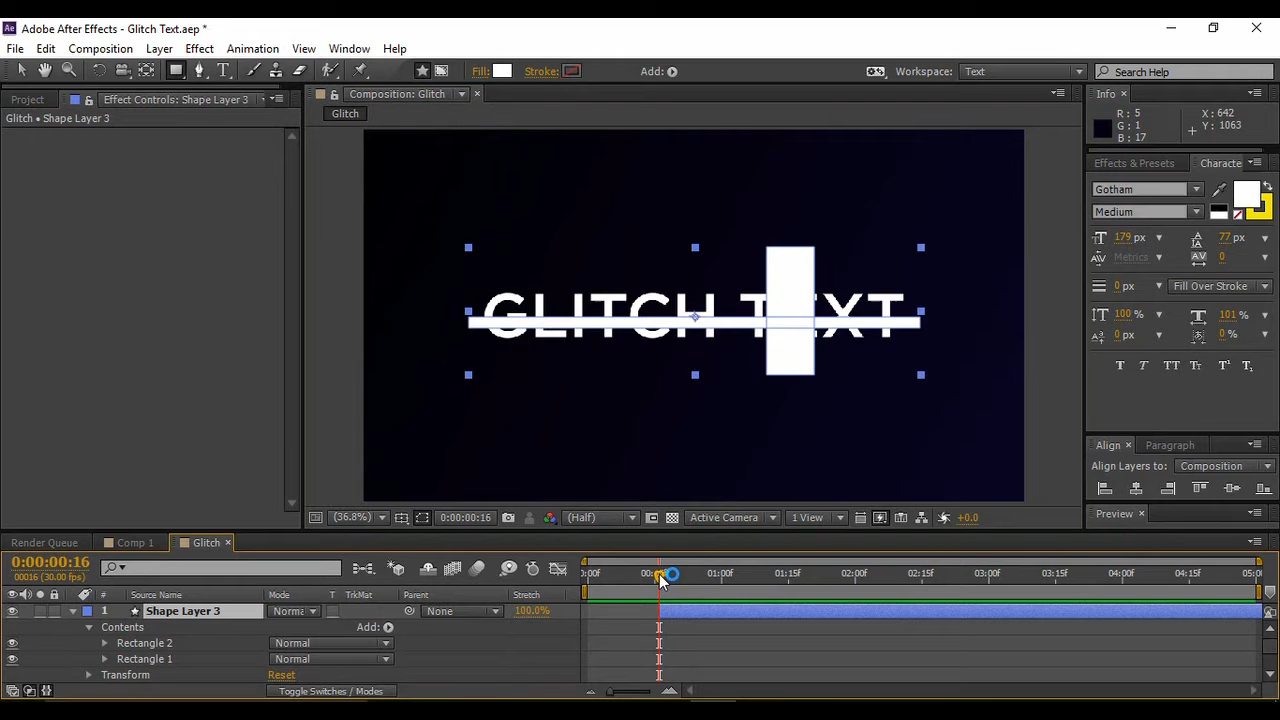 Ae Adobe After Effects - Glitch Text.aep *
File Edit Composition Layer Effect Animation View Window Help
Fill: Stroke: Add: Workspace: Text Search Help
Project Effect Controls: Shape Layer 3 Composition: Glitch Info
Glitch • Shape Layer 3 Glitch
R : 5 X : 642
G : 1 Y : 1063
B : 17
Effects & Presets Characte
Gotham
Medium
179 px 77 px
Metrics 0
0 px Fill Over Stroke
100 % 101 %
0 px 0 %
T T TT Tt T¹ T₁
GLITCH T EXT
Align Paragraph
Align Layers to: Composition
Preview
(36.8%) 0:00:00:16 (Half) Active Camera 1 View +0.0
Render Queue Comp 1 Glitch
0:00:00:16
00016 (30.00 fps)
:00f 00: 01:00f 01:15f 02:00f 02:15f 03:00f 03:15f 04:00f 04:15f 05:0
# Source Name Mode T TrkMat Parent Stretch
1 Shape Layer 3 Norma None 100.0%
Contents Add:
Rectangle 2 Normal
Rectangle 1 Normal
Transform Reset
Toggle Switches / Modes